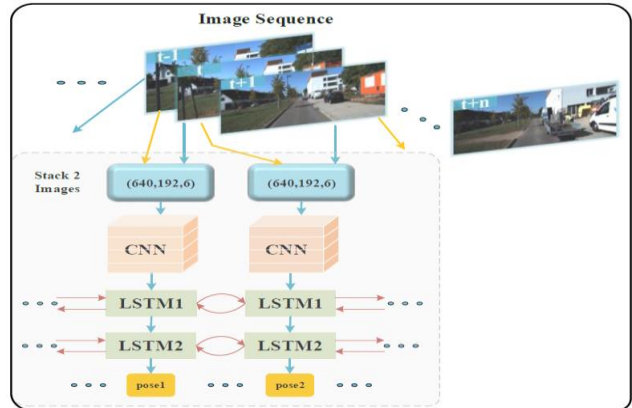 Image Sequence
t-1
t
t+1
t+n
Stack 2
Images
(640,192,6)
(640,192,6)
CNN
CNN
LSTM1
LSTM1
LSTM2
LSTM2
pose1
pose2